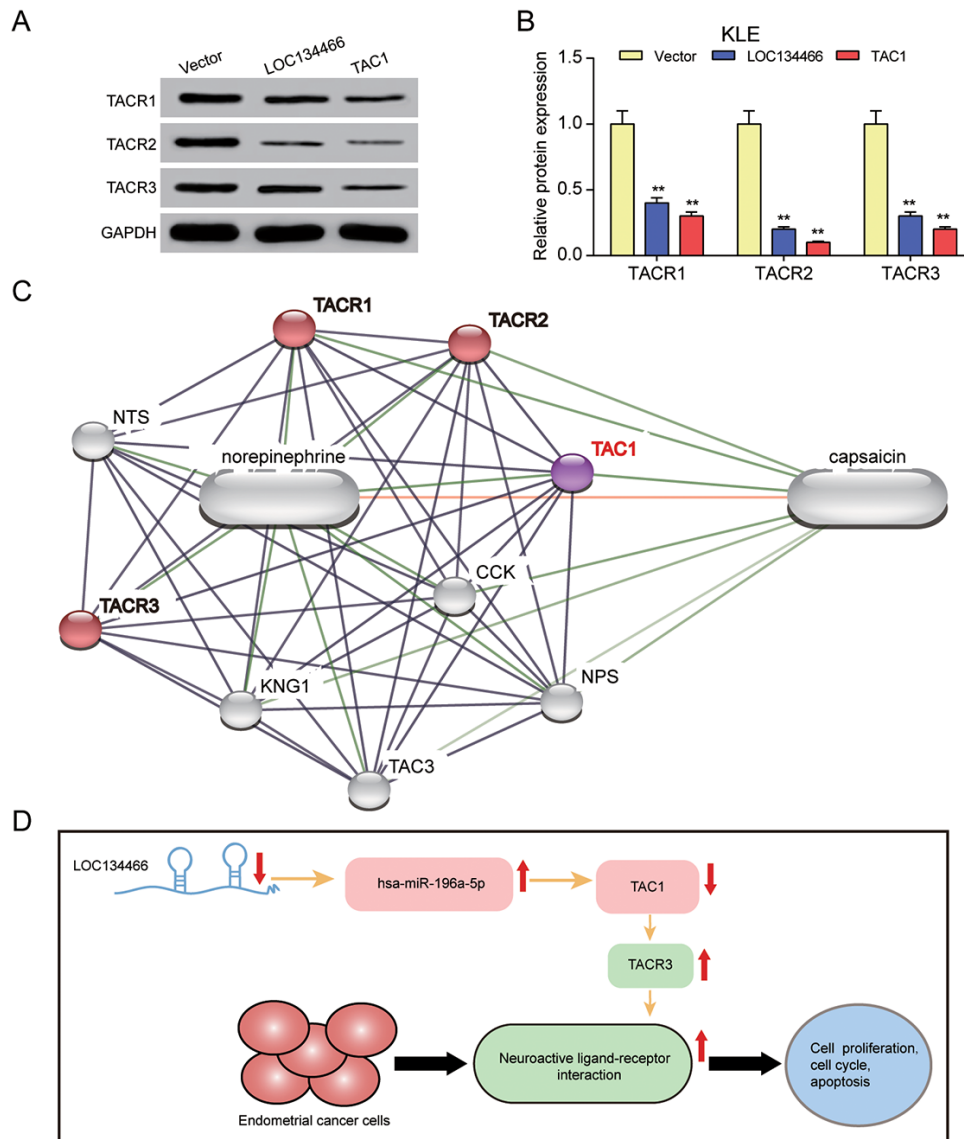 A
Vector LOC134466 TAC1
TACR1
TACR2
TACR3
GAPDH
B
KLE
Vector LOC134466 TAC1
Relative protein expression
1.5
1.0
0.5
0.0
** **
** **
** **
TACR1 TACR2 TACR3
C
TACR1
TACR2
NTS
norepinephrine
TAC1
capsaicin
CCK
TACR3
KNG1
NPS
TAC3
D
LOC134466
hsa-miR-196a-5p
TAC1
TACR3
Neuroactive ligand-receptor
interaction
Cell proliferation,
cell cycle,
apoptosis
Endometrial cancer cells